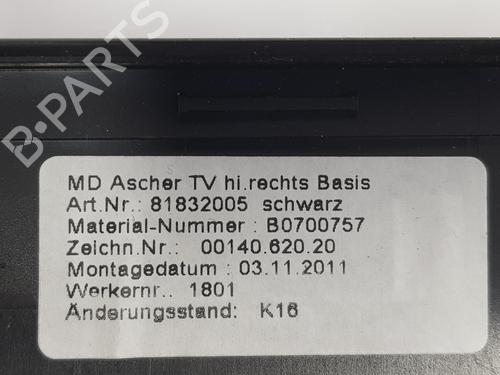 B-PARTS
MD Ascher TV hi.rechts Basis
Art.Nr.: 81832005 schwarz
Material-Nummer : B0700757
Zeichn.Nr.: 00140.620.20
Montagedatum : 03.11.2011
Werkernr.. 1801
Änderungsstand: K16